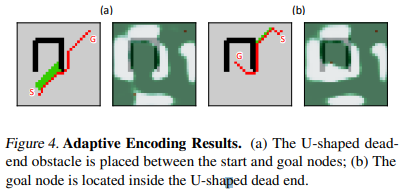 (a)
(b)
G
S
S
G
Figure 4. Adaptive Encoding Results. (a) The U-shaped dead-
end obstacle is placed between the start and goal nodes; (b) The
goal node is located inside the U-shaped dead end.